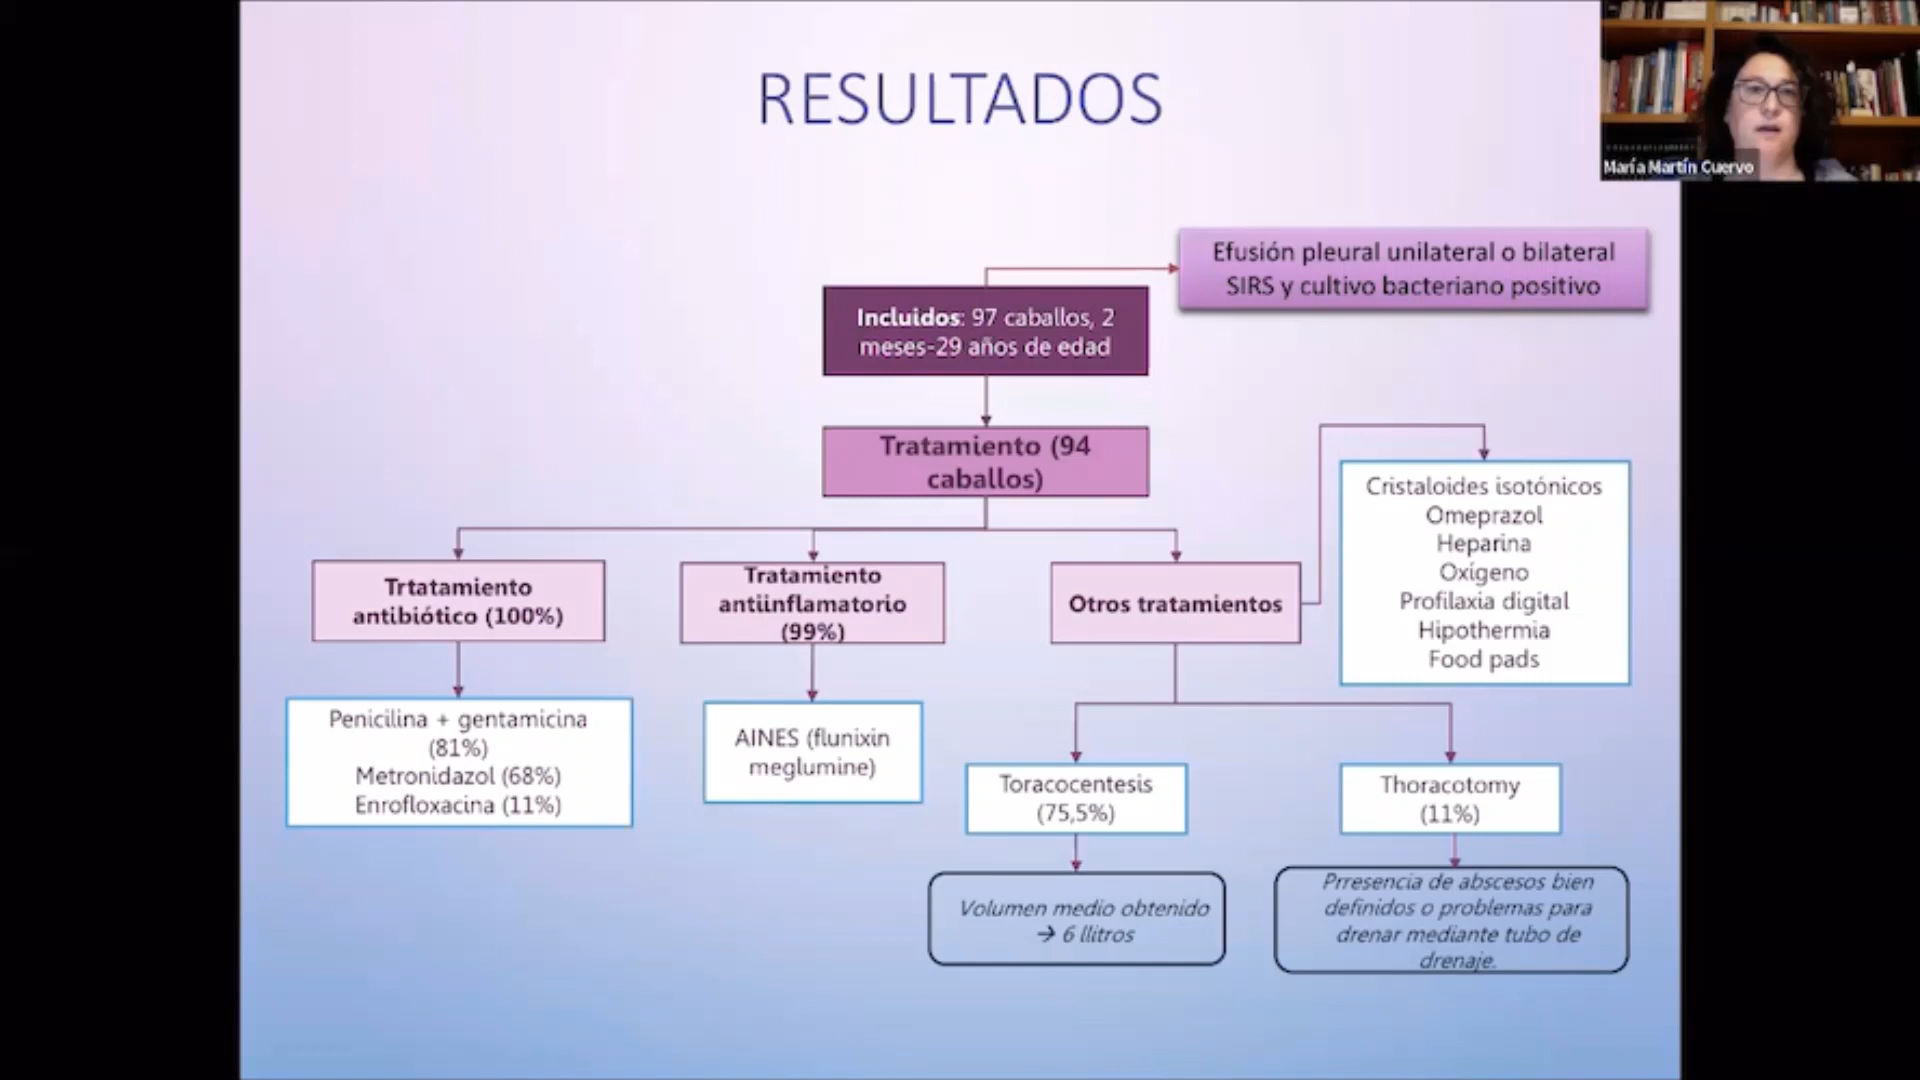 RESULTADOS
María Martín Cuervo
Efusión pleural unilateral o bilateral
SIRS y cultivo bacteriano positivo
Incluidos: 97 caballos, 2
meses-29 años de edad
Tratamiento (94
caballos)
Cristaloides isotónicos
Omeprazol
Heparina
Oxígeno
Profilaxia digital
Hipothermia
Food pads
Trtatamiento
antibiótico (100%)
Tratamiento
antiinflamatorio
(99%)
Otros tratamientos
Penicilina + gentamicina
(81%)
Metronidazol (68%)
Enrofloxacina (11%)
AINES (flunixin
meglumine)
Toracocentesis
(75,5%)
Thoracotomy
(11%)
Volumen medio obtenido
→ 6 llitros
Prresencia de abscesos bien
definidos o problemas para
drenar mediante tubo de
drenaje.